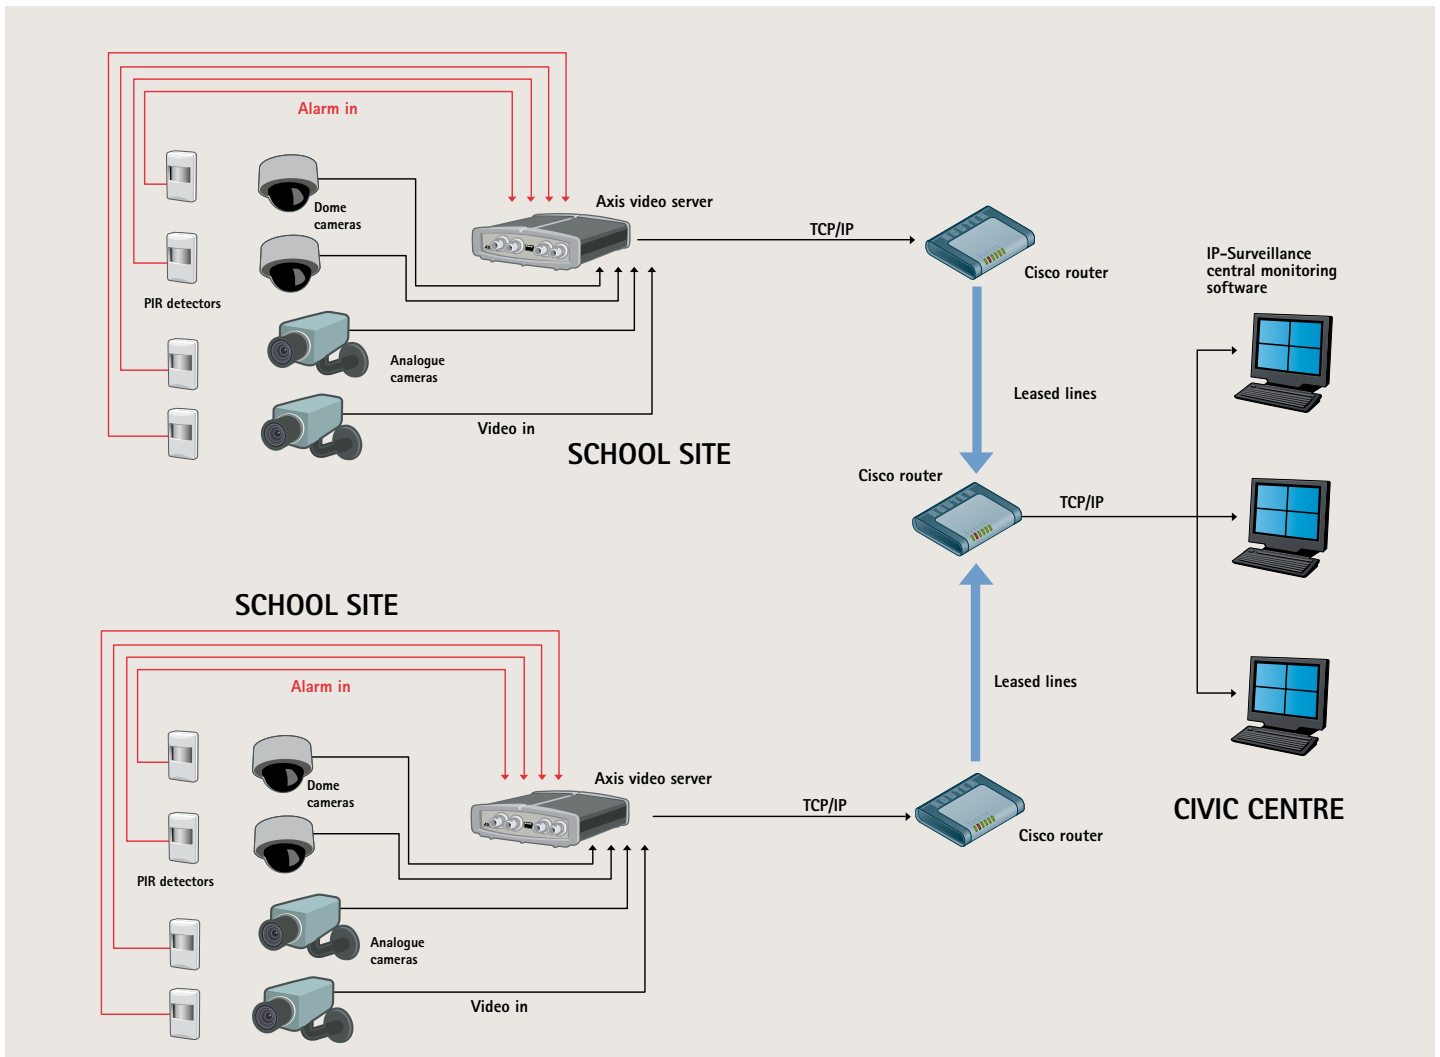 Alarm in
Axis video server
Dome
cameras
TCP/IP
Cisco router
IP-Surveillance
central monitoring
software
PIR detectors
Analogue
cameras
Leased lines
Video in
SCHOOL SITE
Cisco router
TCP/IP
SCHOOL SITE
Alarm in
Leased lines
Axis video server
Dome
cameras
TCP/IP
CIVIC CENTRE
Cisco router
PIR detectors
Analogue
cameras
Video in